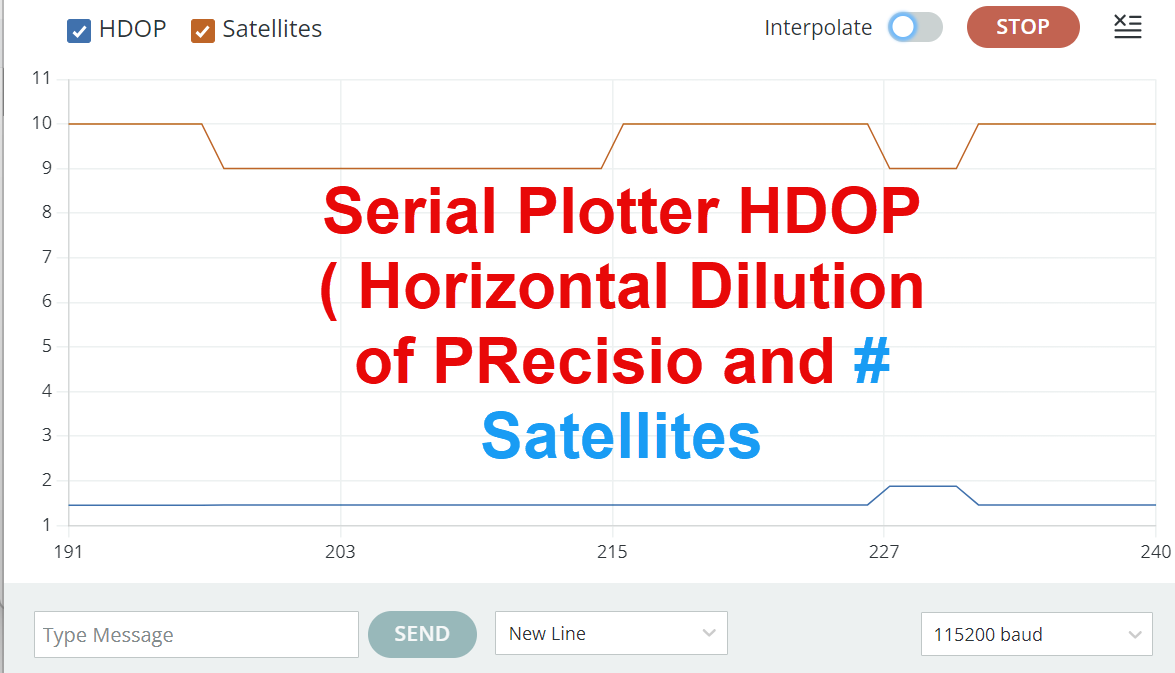 HDOP Satellites Interpolate STOP
11
10
9
8
7
6
5
4
3
2
1
Serial Plotter HDOP
( Horizontal Dilution
of PRecisio and #
Satellites
191 203 215 227 240
Type Message SEND New Line 115200 baud